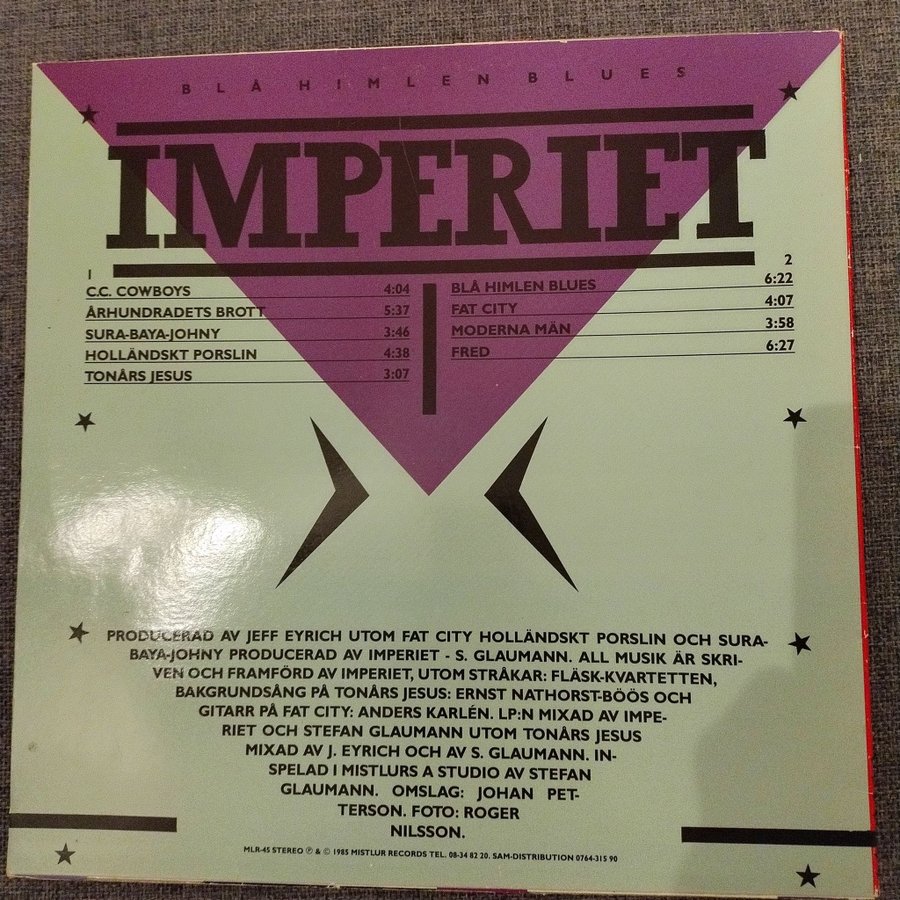 BLÅ HIMLEN BLUES
IMPERIET
1
C.C. COWBOYS 4:04
ÅRHUNDRADETS BROTT 5:37
SURA-BAYA-JOHNY 3:46
HOLLÄNDSKT PORSLIN 4:38
TONÅRS JESUS 3:07
2
BLÅ HIMLEN BLUES 6:22
FAT CITY 4:07
MODERNA MÄN 3:58
FRED 6:27
PRODUCERAD AV JEFF EYRICH UTOM FAT CITY HOLLÄNDSKT PORSLIN OCH SURA-
BAYA-JOHNY PRODUCERAD AV IMPERIET - S. GLAUMANN. ALL MUSIK ÄR SKRI-
VEN OCH FRAMFÖRD AV IMPERIET, UTOM STRÅKAR: FLÄSK-KVARTETTEN,
BAKGRUNDSÅNG PÅ TONÅRS JESUS: ERNST NATHORST-BÖÖS OCH
GITARR PÅ FAT CITY: ANDERS KARLÉN. LP:N MIXAD AV IMPE-
RIET OCH STEFAN GLAUMANN UTOM TONÅRS JESUS
MIXAD AV J. EYRICH OCH AV S. GLAUMANN. IN-
SPELAD I MISTLURS A STUDIO AV STEFAN
GLAUMANN. OMSLAG: JOHAN PET-
TERSON. FOTO: ROGER
NILSSON.
MLR-45 STEREO ℗ & © 1985 MISTLUR RECORDS TEL. 08-34 82 20. SAM-DISTRIBUTION 0764-315 90